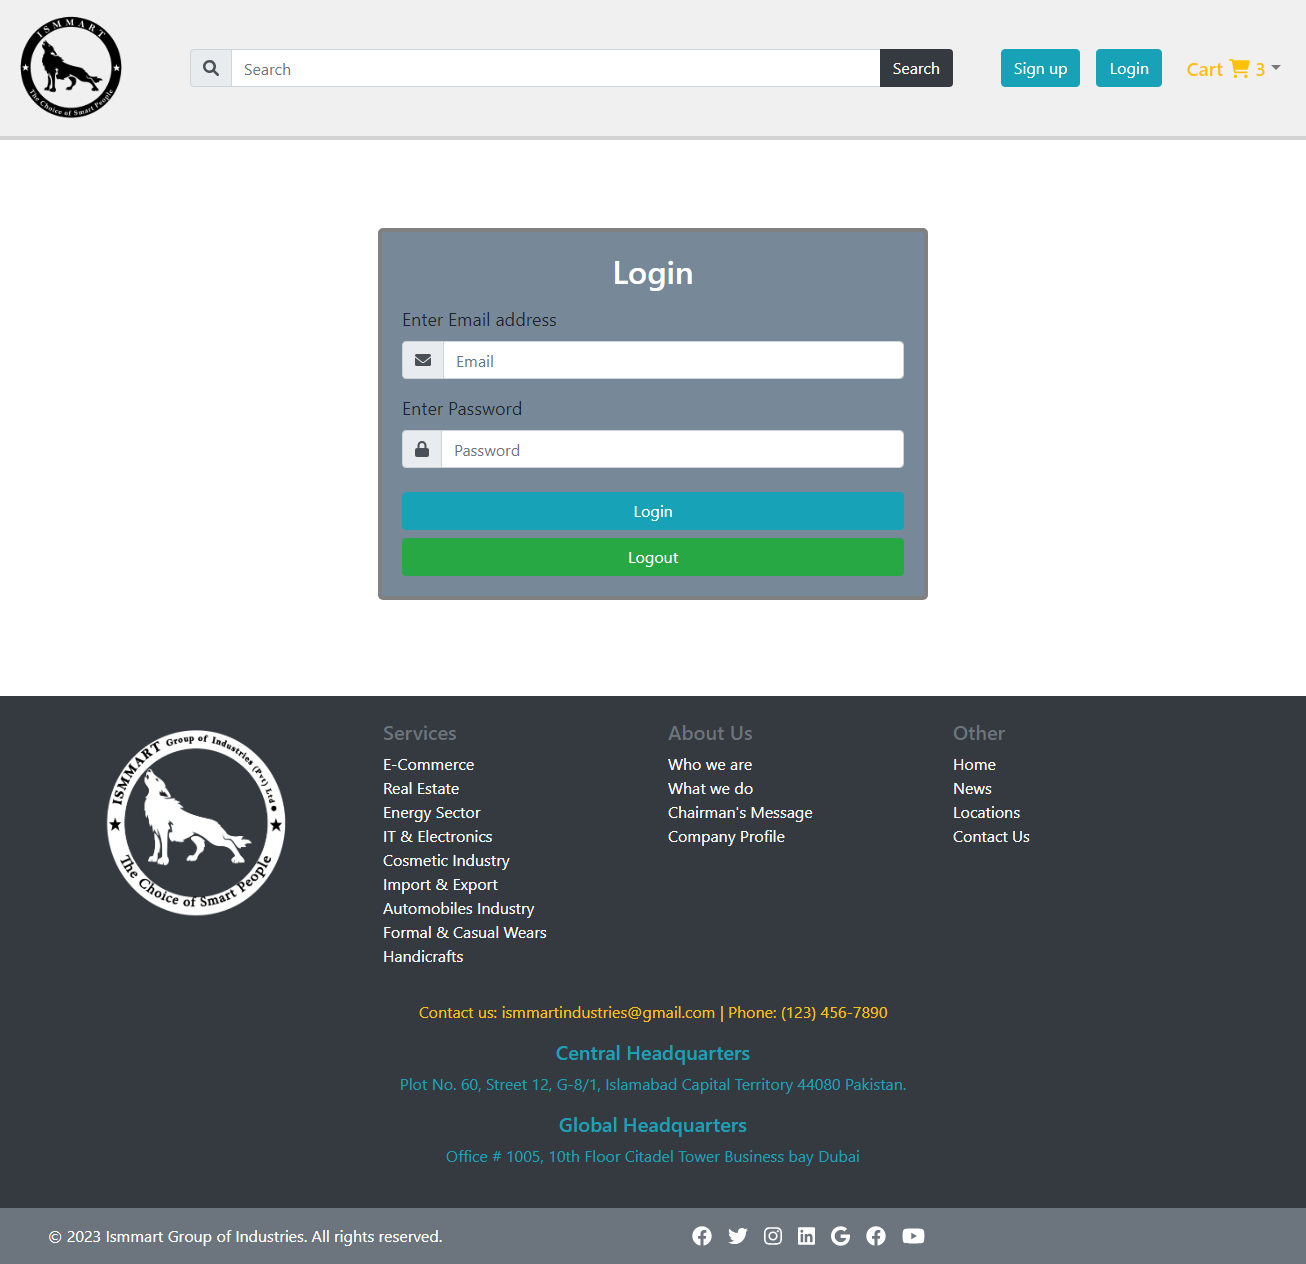 ISMMART
The Choice of Smart People
Search
Search
Sign up
Login
Cart 3
Login
Enter Email address
Email
Enter Password
Password
Login
Logout
ISMMART Group of Industries (Pvt) Ltd
The Choice of Smart People
Services
E-Commerce
Real Estate
Energy Sector
IT & Electronics
Cosmetic Industry
Import & Export
Automobiles Industry
Formal & Casual Wears
Handicrafts
About Us
Who we are
What we do
Chairman's Message
Company Profile
Other
Home
News
Locations
Contact Us
Contact us: ismmartindustries@gmail.com | Phone: (123) 456-7890
Central Headquarters
Plot No. 60, Street 12, G-8/1, Islamabad Capital Territory 44080 Pakistan.
Global Headquarters
Office # 1005, 10th Floor Citadel Tower Business bay Dubai
© 2023 Ismmart Group of Industries. All rights reserved.